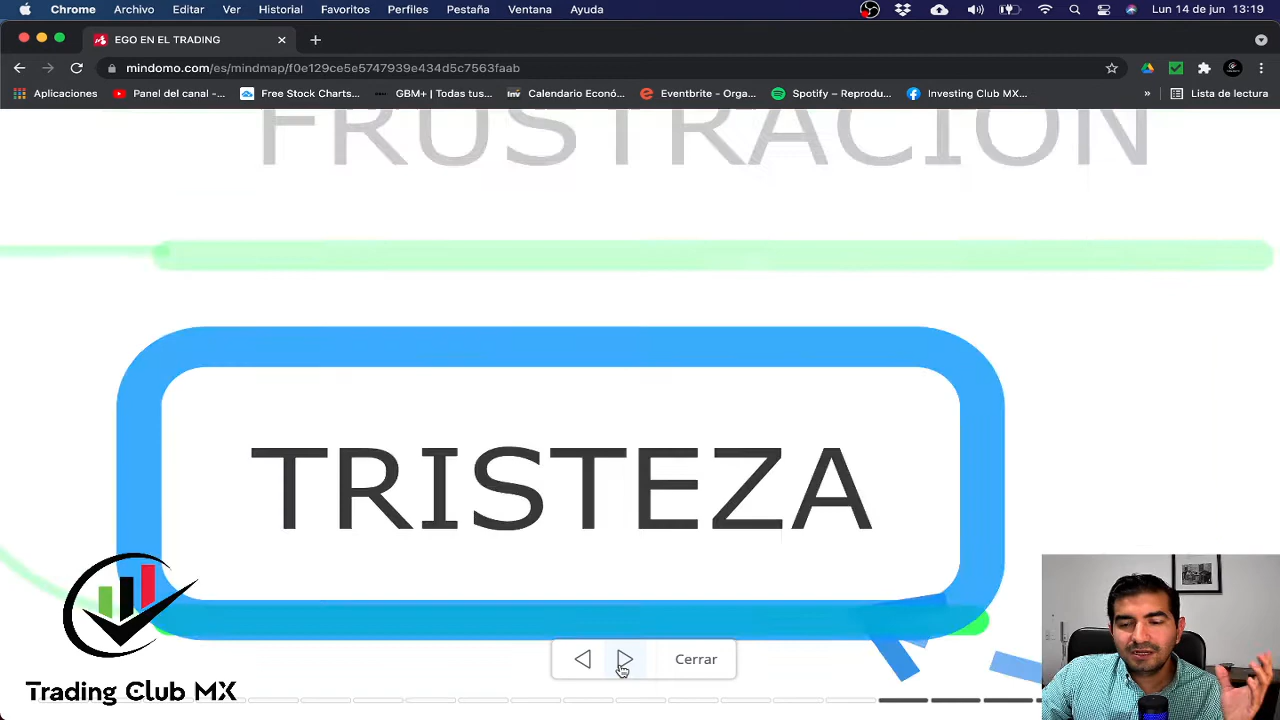 Chrome Archivo Editar Ver Historial Favoritos Perfiles Pestaña Ventana Ayuda Lun 14 de jun 13:19
EGO EN EL TRADING
mindomo.com/es/mindmap/f0e129ce5e5747939e434d5c7563faab
Aplicaciones Panel del canal -... Free Stock Charts... GBM+ | Todas tus... Calendario Econó... Eventbrite - Orga... Spotify – Reprodu... Investing Club MX... » Lista de lectura
FRUSTRACIÓN
TRISTEZA
Cerrar
Trading Club MX